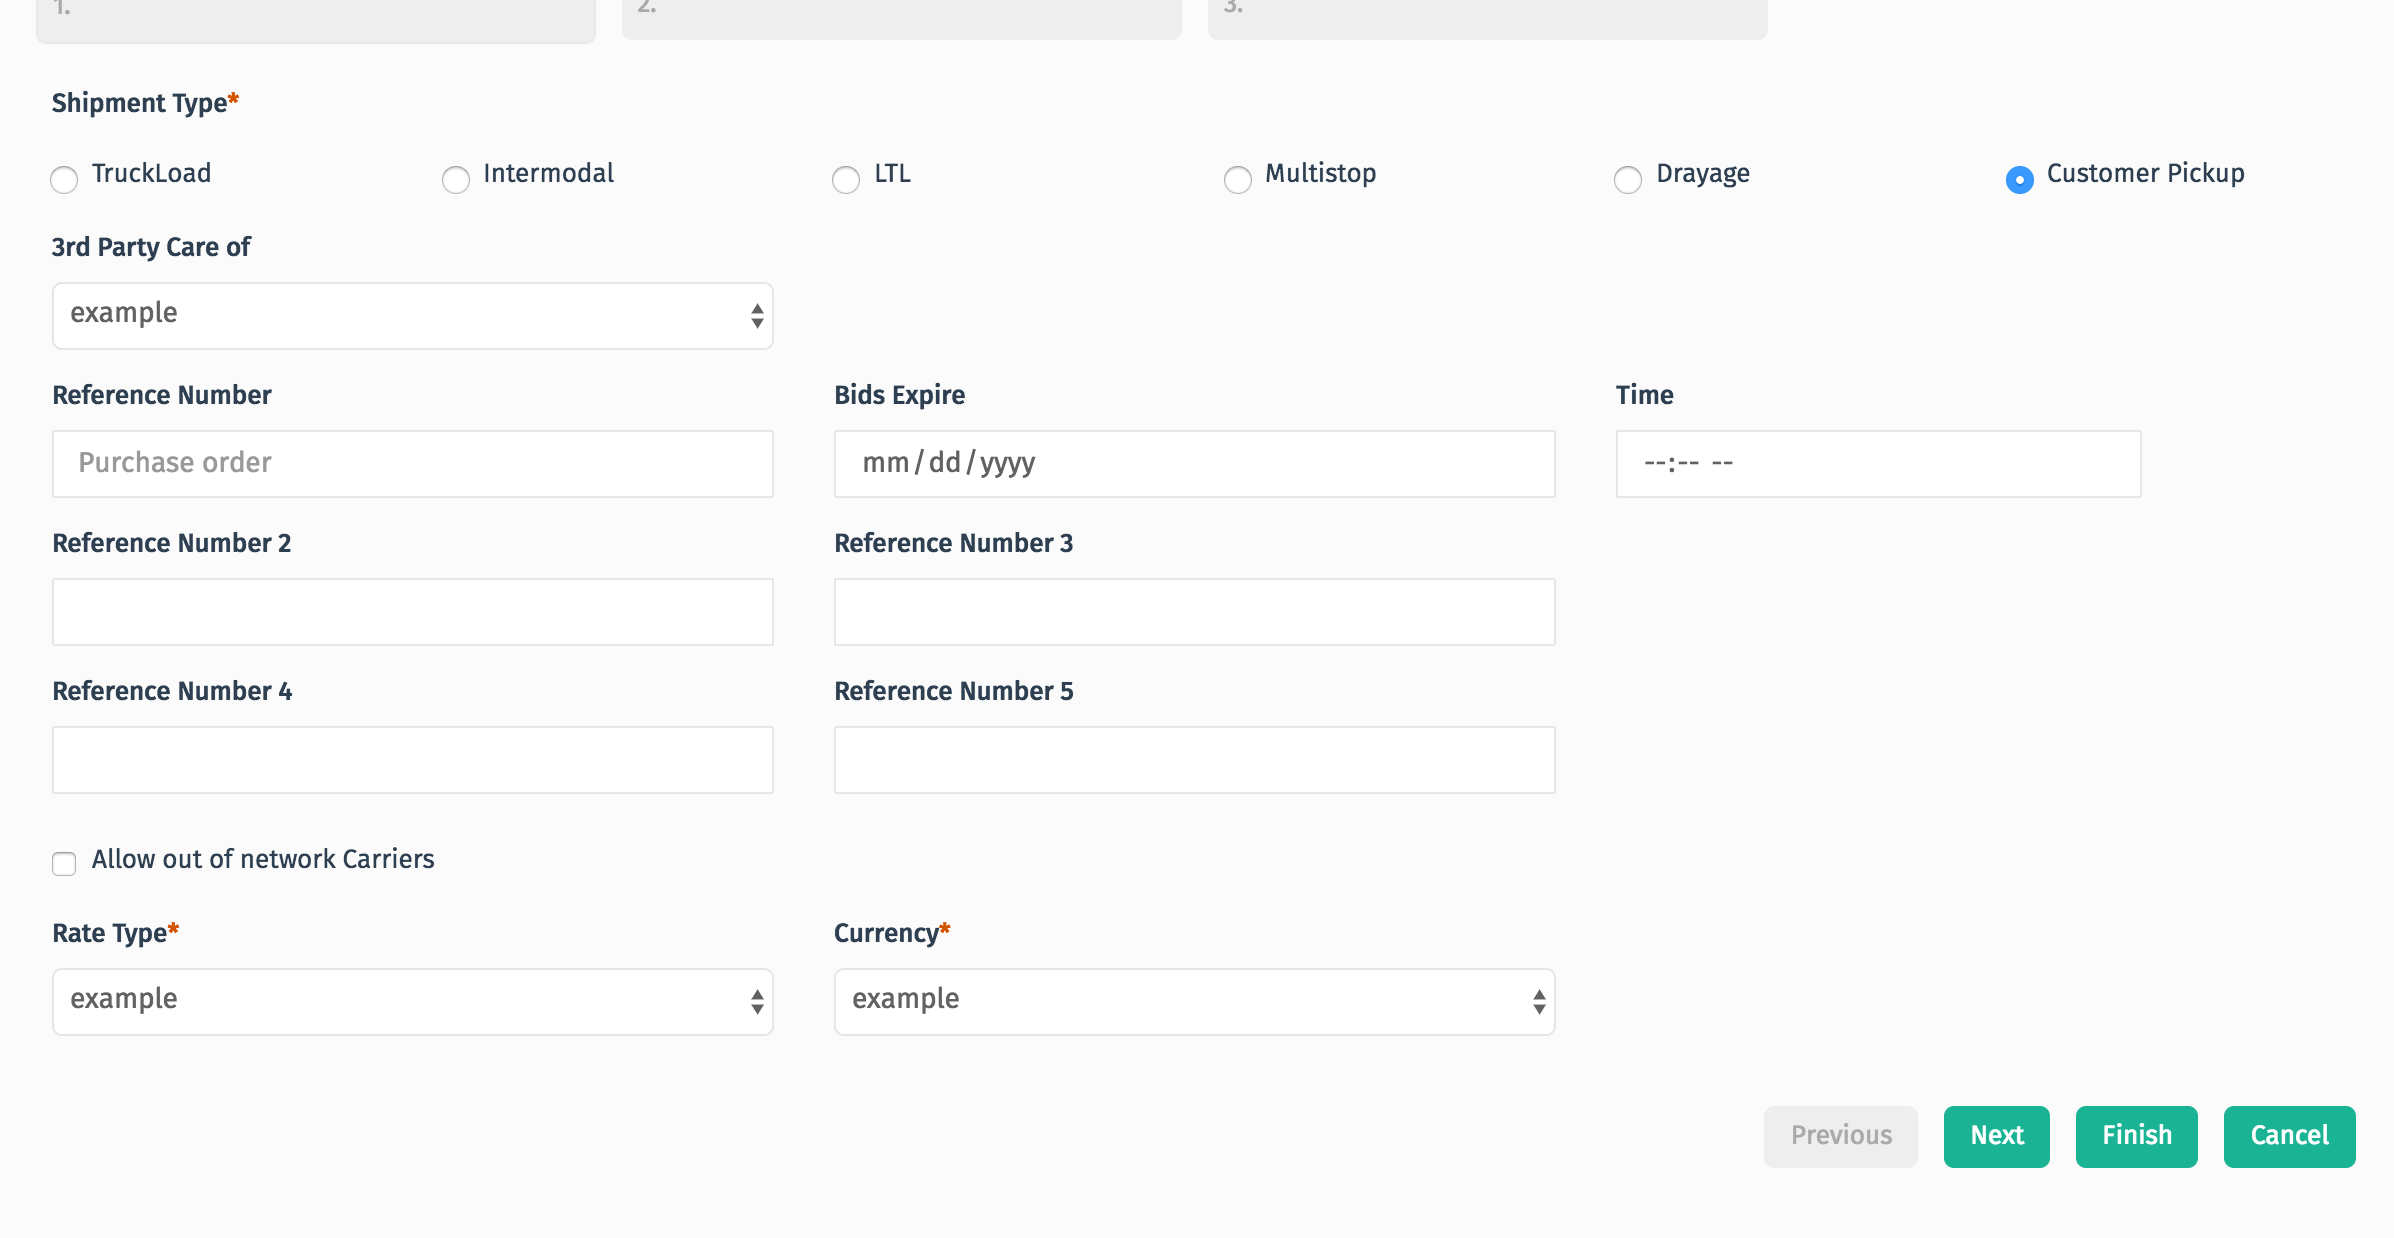 1.
2.
3.
Shipment Type*
TruckLoad
Intermodal
LTL
Multistop
Drayage
Customer Pickup
3rd Party Care of
example
Reference Number
Bids Expire
Time
Purchase order
mm/dd/yyyy
--:-- --
Reference Number 2
Reference Number 3
Reference Number 4
Reference Number 5
Allow out of network Carriers
Rate Type*
Currency*
example
example
Previous
Next
Finish
Cancel